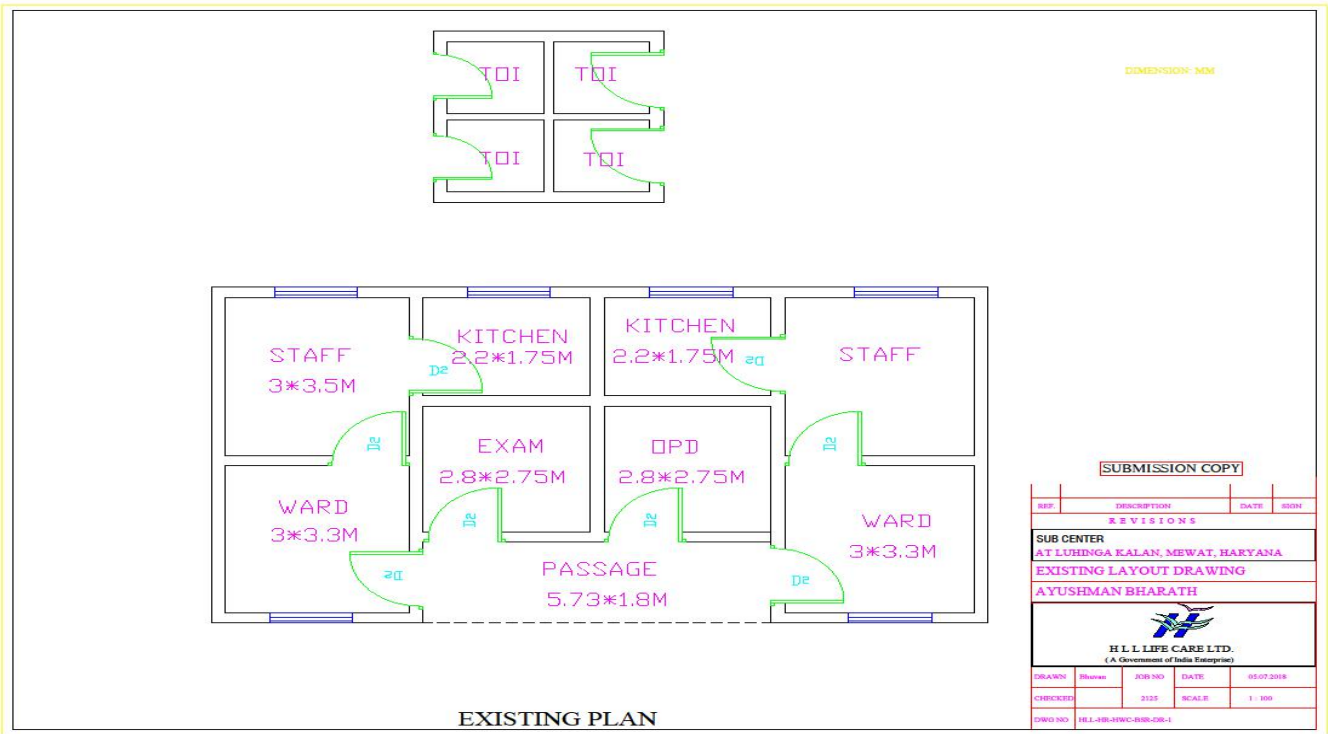 TOI
TOI
TOI
TOI
DIMENSION: MM
STAFF
3*3.5M
KITCHEN
2.2*1.75M
KITCHEN
2.2*1.75M
STAFF
D2
D2
D2
D2
EXAM
2.8*2.75M
OPD
2.8*2.75M
WARD
3*3.3M
D2
D2
WARD
3*3.3M
D2
D2
PASSAGE
5.73*1.8M
EXISTING PLAN
SUBMISSION COPY
REF. DESCRIPTION DATE SIGN
REVISIONS
SUB CENTER
AT LUHINGA KALAN, MEWAT, HARYANA
EXISTING LAYOUT DRAWING
AYUSHMAN BHARATH
H L L LIFE CARE LTD.
( A Government of India Enterprise)
DRAWN Bhuvan JOB NO DATE 05.07.2018
CHECKED 2125 SCALE 1 : 100
DWG NO HLL-HR-HWC-BSR-DR-1